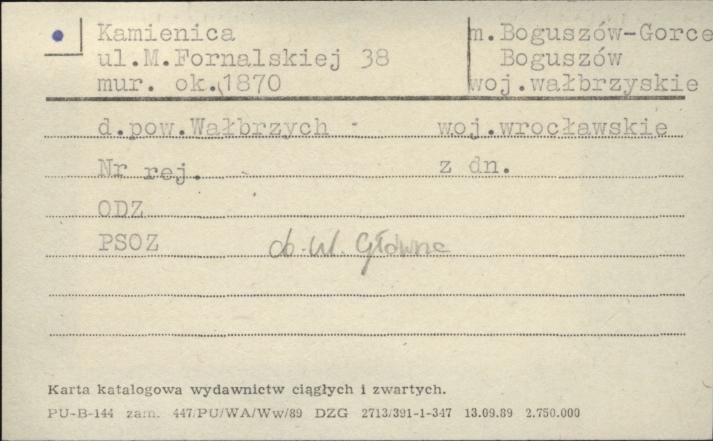 Kamienica m.Boguszów-Gorce
ul.M.Fornalskiej 38 Boguszów
mur. ok. 1870 woj.wałbrzyskie
d.pow.Wałbrzych - woj.wrocławskie
Nr rej. z dn.
ODZ
PSOZ ob. ul. Główna
Karta katalogowa wydawnictw ciągłych i zwartych.
PU-B-144 zam. 447/PU/WA/Ww/89 DZG 2713/391-1-347 13.09.89 2.750.000